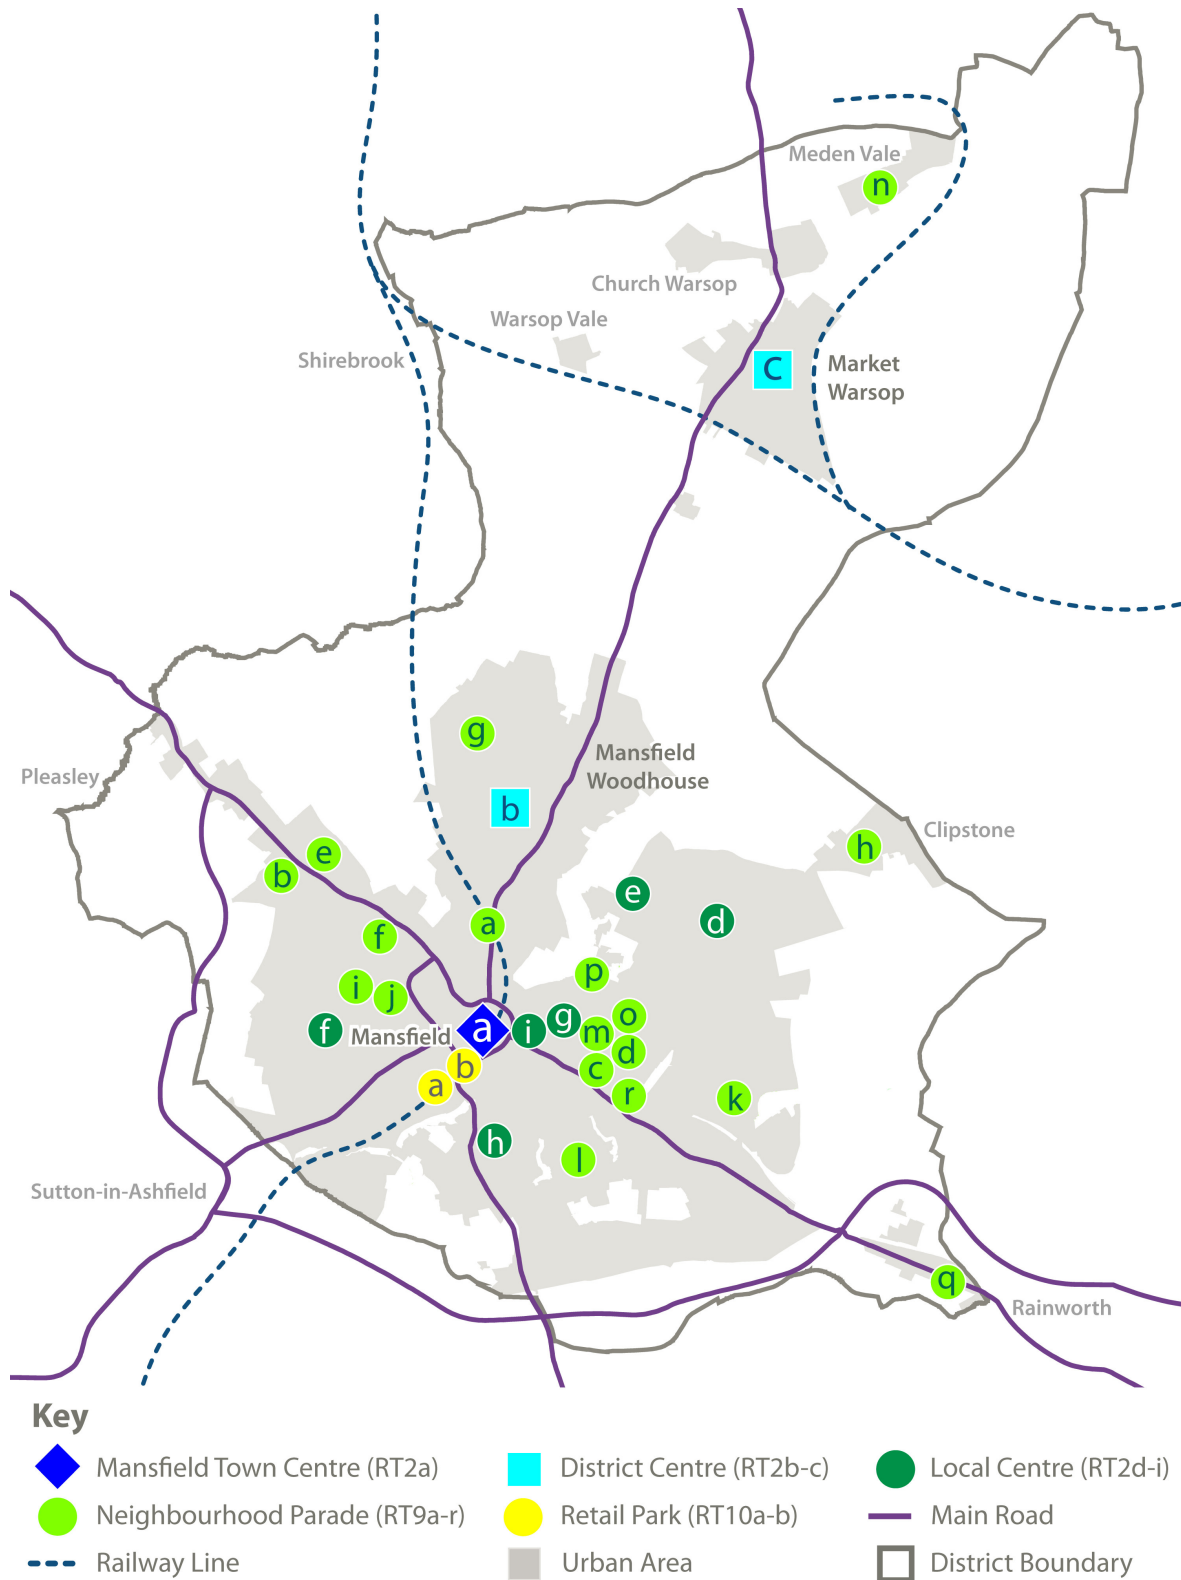 Meden Vale
n
Church Warsop
Warsop Vale
Shirebrook
c
Market
Warsop
g
Mansfield
Woodhouse
Pleasley
b
Clipstone
h
e
b
e
d
a
f
p
i
j
o
g
f
Mansfield
a
i
m
d
b
c
a
r
k
h
l
Sutton-in-Ashfield
q
Rainworth
Key
Mansfield Town Centre (RT2a)
District Centre (RT2b-c)
Local Centre (RT2d-i)
Neighbourhood Parade (RT9a-r)
Retail Park (RT10a-b)
Main Road
Railway Line
Urban Area
District Boundary